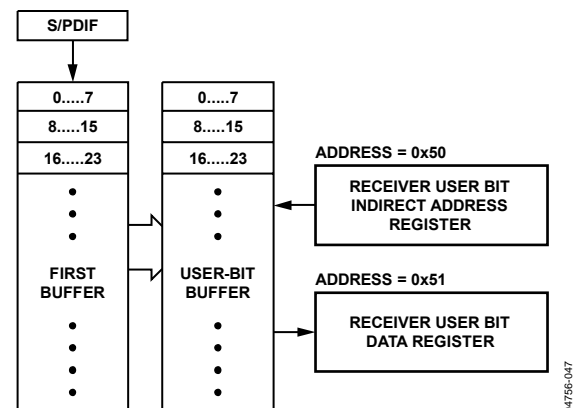 S/PDIF
0.....7
8.....15
16.....23
FIRST
BUFFER
0.....7
8.....15
16.....23
USER-BIT
BUFFER
ADDRESS = 0x50
RECEIVER USER BIT
INDIRECT ADDRESS
REGISTER
ADDRESS = 0x51
RECEIVER USER BIT
DATA REGISTER
04756-047